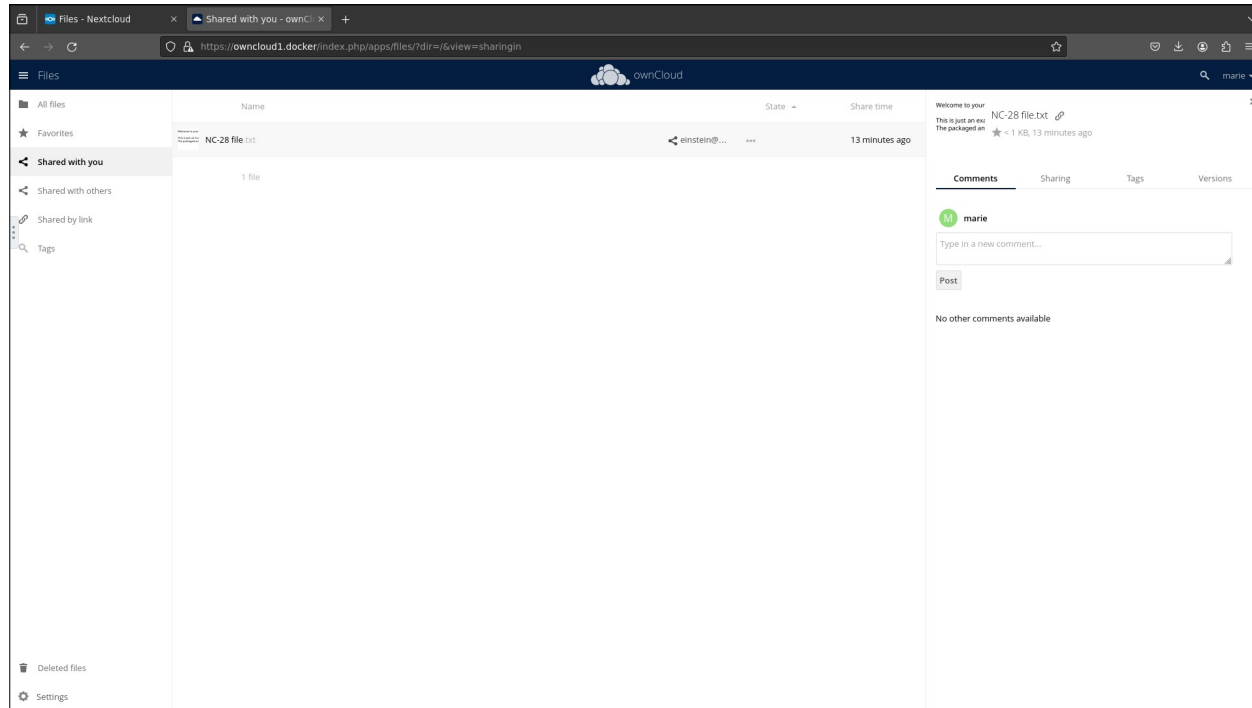 Files - Nextcloud
Shared with you - ownCl
https://owncloud1.docker/index.php/apps/files/?dir=/&view=sharingin
Files
ownCloud
marie
All files
Favorites
Shared with you
Shared with others
Shared by link
Tags
Deleted files
Settings
Name
State
Share time
NC-28 file.txt
einstein@...
13 minutes ago
1 file
Welcome to your
This is just an exa
The packaged an
NC-28 file.txt
< 1 KB, 13 minutes ago
Comments
Sharing
Tags
Versions
M
marie
Type in a new comment...
Post
No other comments available